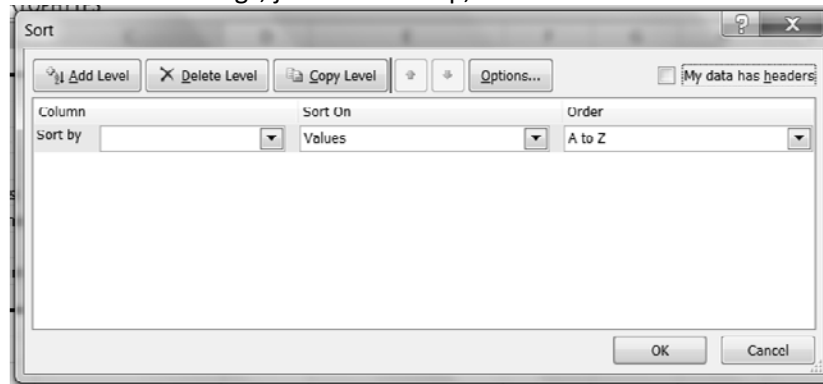 Sort
Add Level Delete Level Copy Level Options... My data has headers
Column Sort On Order
Sort by Values A to Z
OK Cancel